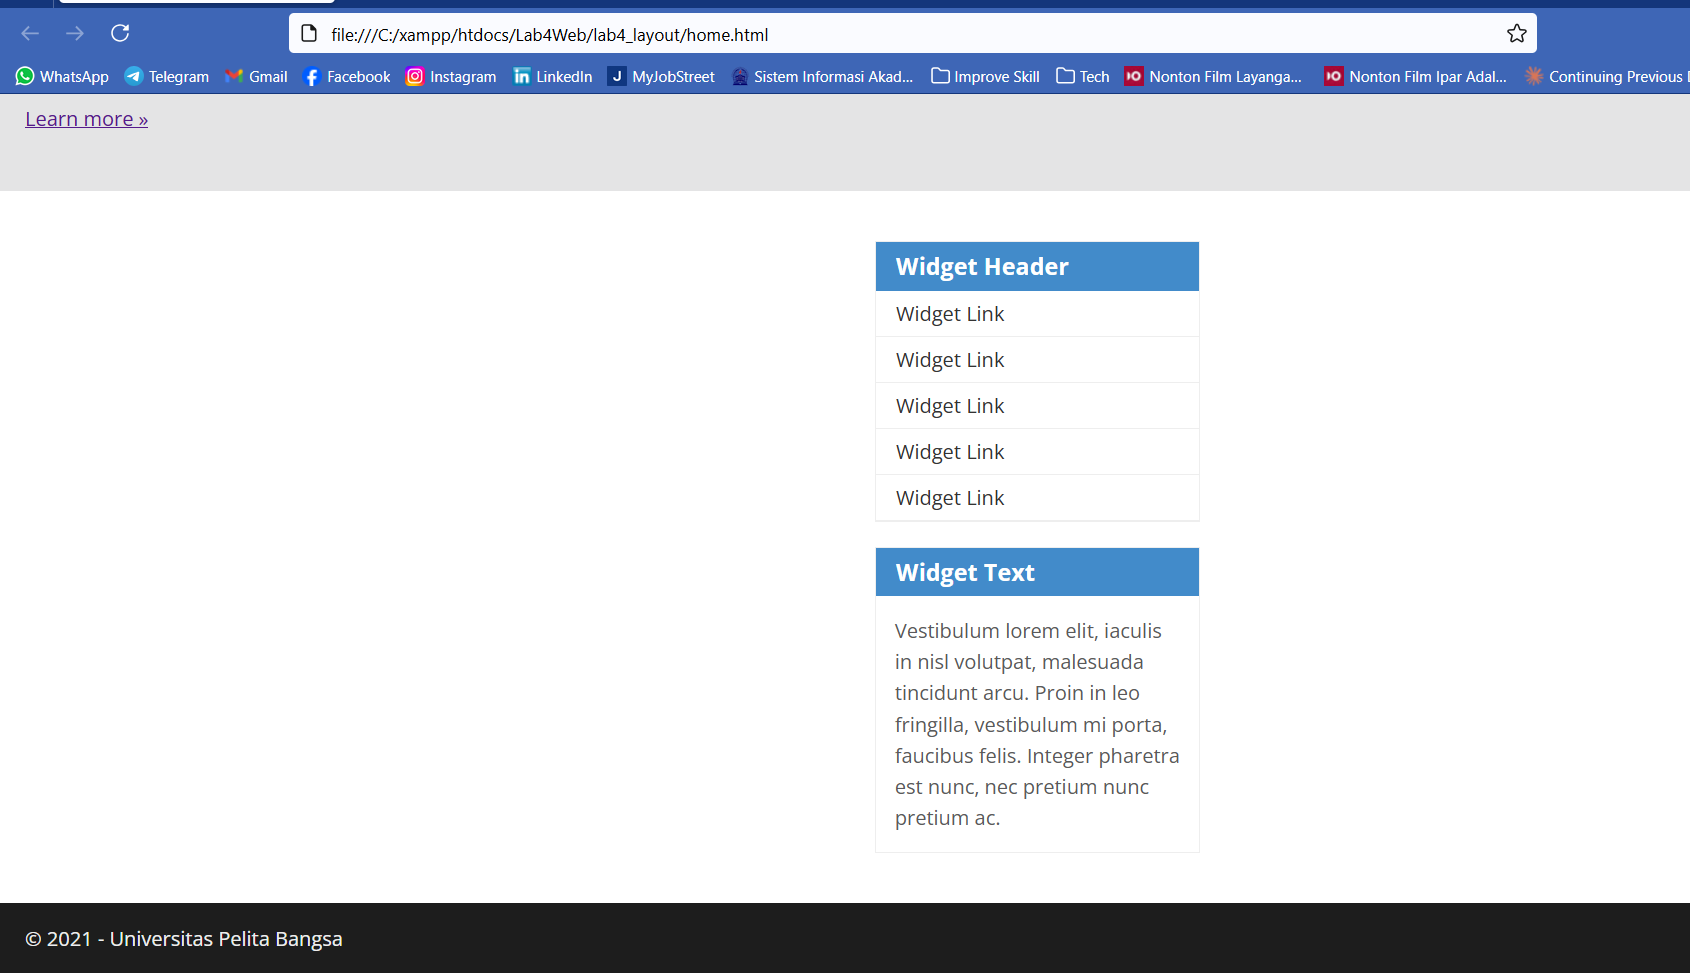 file:///C:/xampp/htdocs/Lab4Web/lab4_layout/home.html
WhatsApp Telegram Gmail Facebook Instagram LinkedIn MyJobStreet Sistem Informasi Akad... Improve Skill Tech Nonton Film Layanga... Nonton Film Ipar Adal... Continuing Previous
Learn more »
Widget Header
Widget Link
Widget Link
Widget Link
Widget Link
Widget Link
Widget Text
Vestibulum lorem elit, iaculis
in nisl volutpat, malesuada
tincidunt arcu. Proin in leo
fringilla, vestibulum mi porta,
faucibus felis. Integer pharetra
est nunc, nec pretium nunc
pretium ac.
© 2021 - Universitas Pelita Bangsa